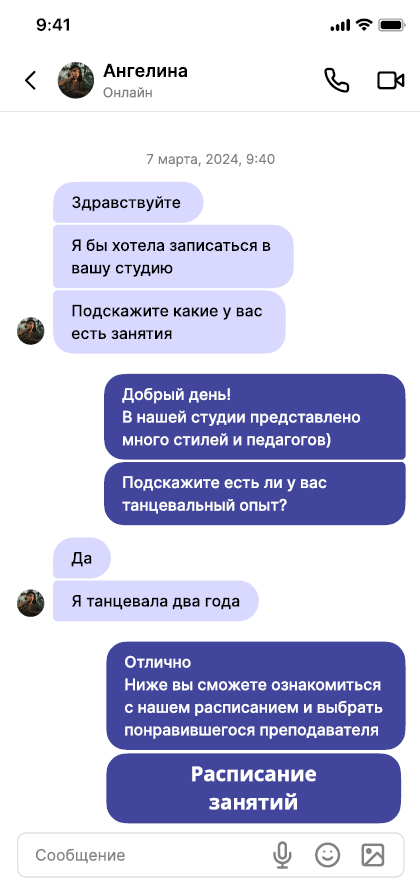 9:41
Ангелина
Онлайн
7 марта, 2024, 9:40
Здравствуйте
Я бы хотела записаться в
вашу студию
Подскажите какие у вас
есть занятия
Добрый день!
В нашей студии представлено
много стилей и педагогов)
Подскажите есть ли у вас
танцевальный опыт?
Да
Я танцевала два года
Отлично
Ниже вы сможете ознакомиться
с нашем расписанием и выбрать
понравившегося преподавателя
Расписание
занятий
Сообщение